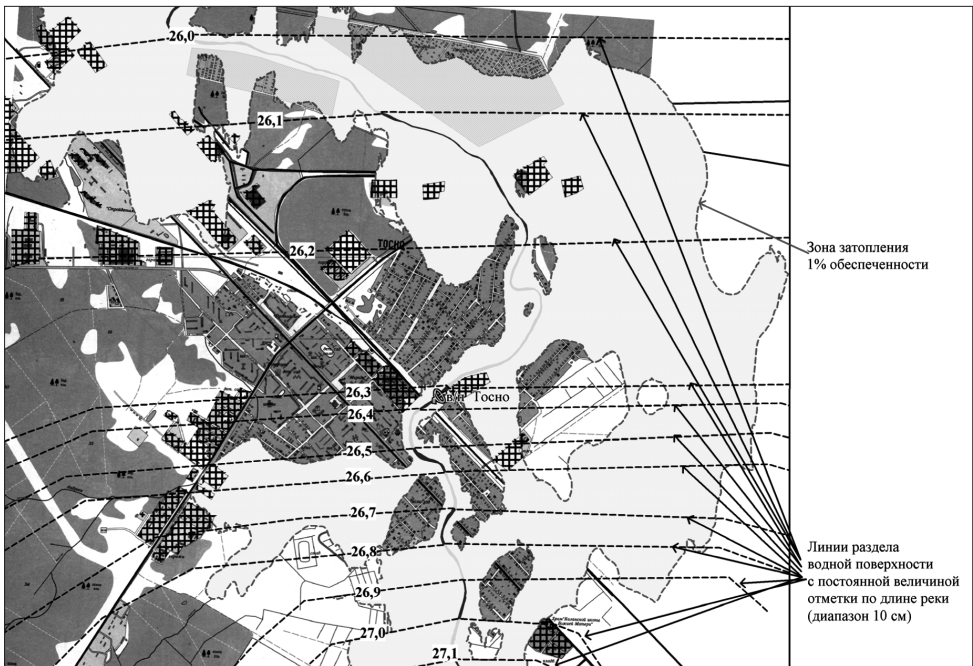 26,0
26,1
26,2
ТОСНО
Зона затопления
1% обеспеченности
26,3
в/п Тосно
26,4
26,5
26,6
26,7
26,8
26,9
27,0
27,1
Линии раздела
водной поверхности
с постоянной величиной
отметки по длине реки
(диапазон 10 см)